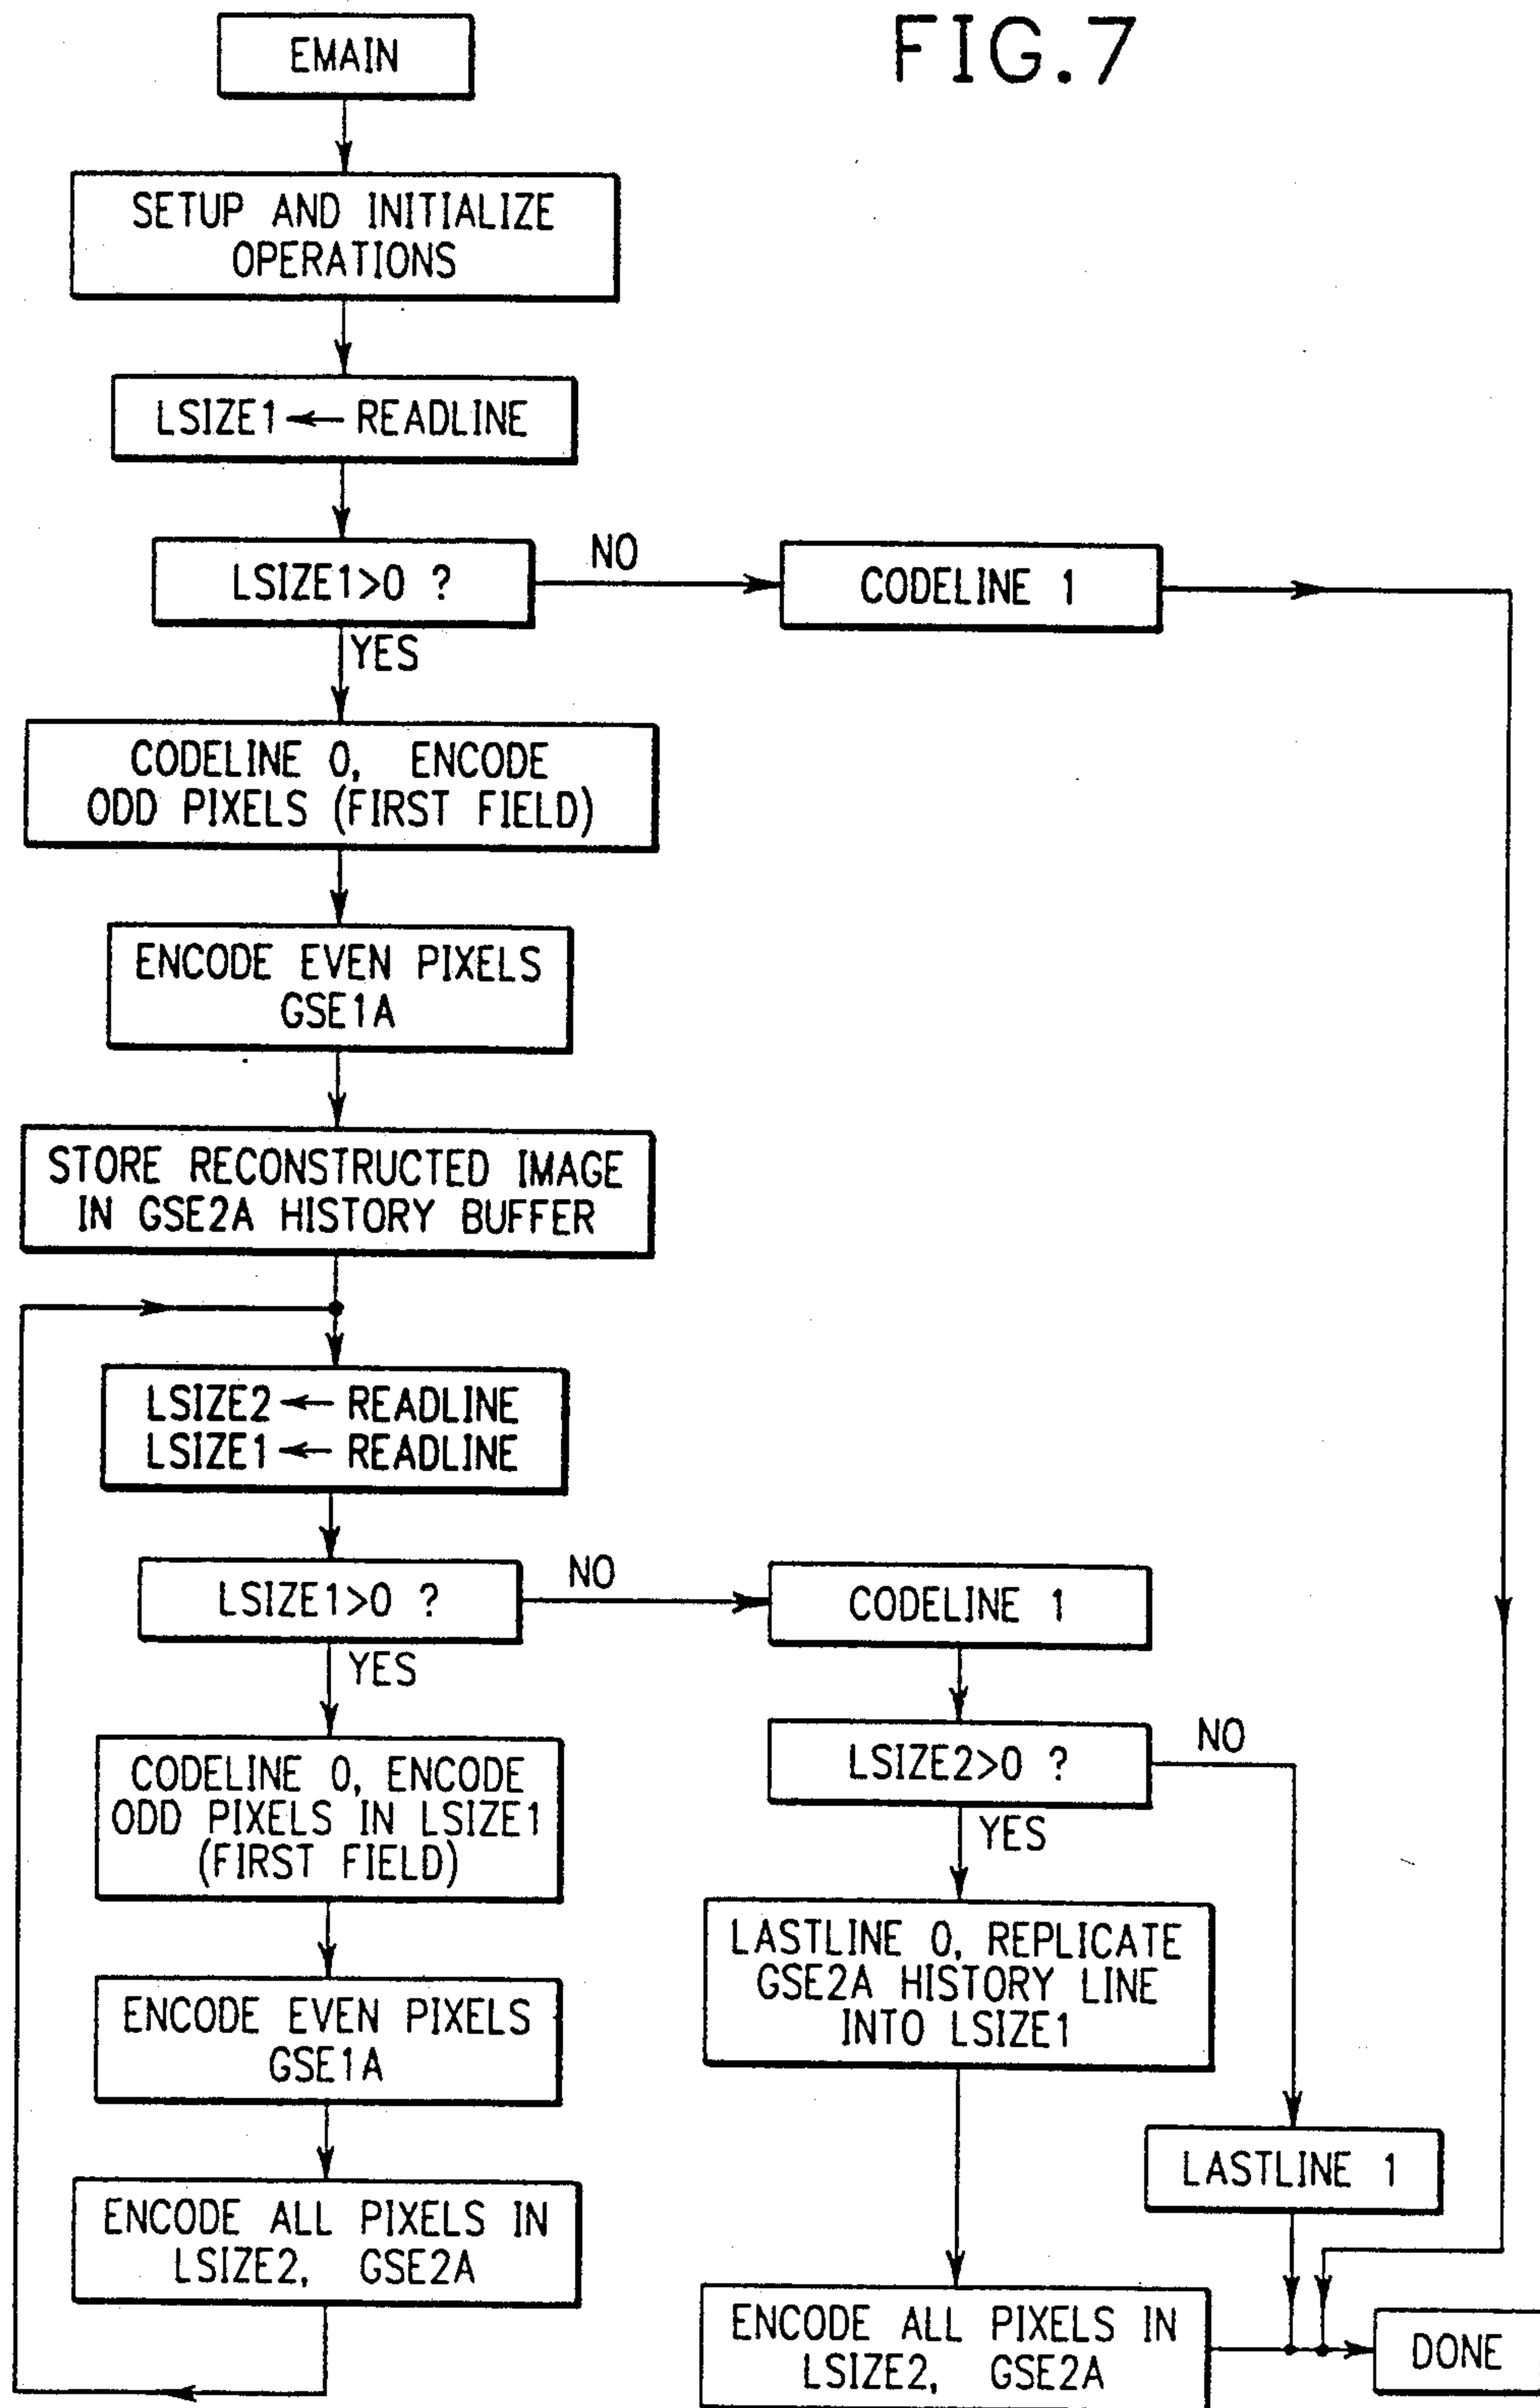 FIG.7
EMAIN
SETUP AND INITIALIZE
OPERATIONS
LSIZE1 ← READLINE
LSIZE1>0 ?
NO
CODELINE 1
YES
CODELINE 0, ENCODE
ODD PIXELS (FIRST FIELD)
ENCODE EVEN PIXELS
GSE1A
STORE RECONSTRUCTED IMAGE
IN GSE2A HISTORY BUFFER
LSIZE2 ← READLINE
LSIZE1 ← READLINE
LSIZE1>0 ?
NO
CODELINE 1
YES
LSIZE2>0 ?
NO
YES
CODELINE 0, ENCODE
ODD PIXELS IN LSIZE1
(FIRST FIELD)
LASTLINE 0, REPLICATE
GSE2A HISTORY LINE
INTO LSIZE1
ENCODE EVEN PIXELS
GSE1A
LASTLINE 1
ENCODE ALL PIXELS IN
LSIZE2, GSE2A
ENCODE ALL PIXELS IN
LSIZE2, GSE2A
DONE